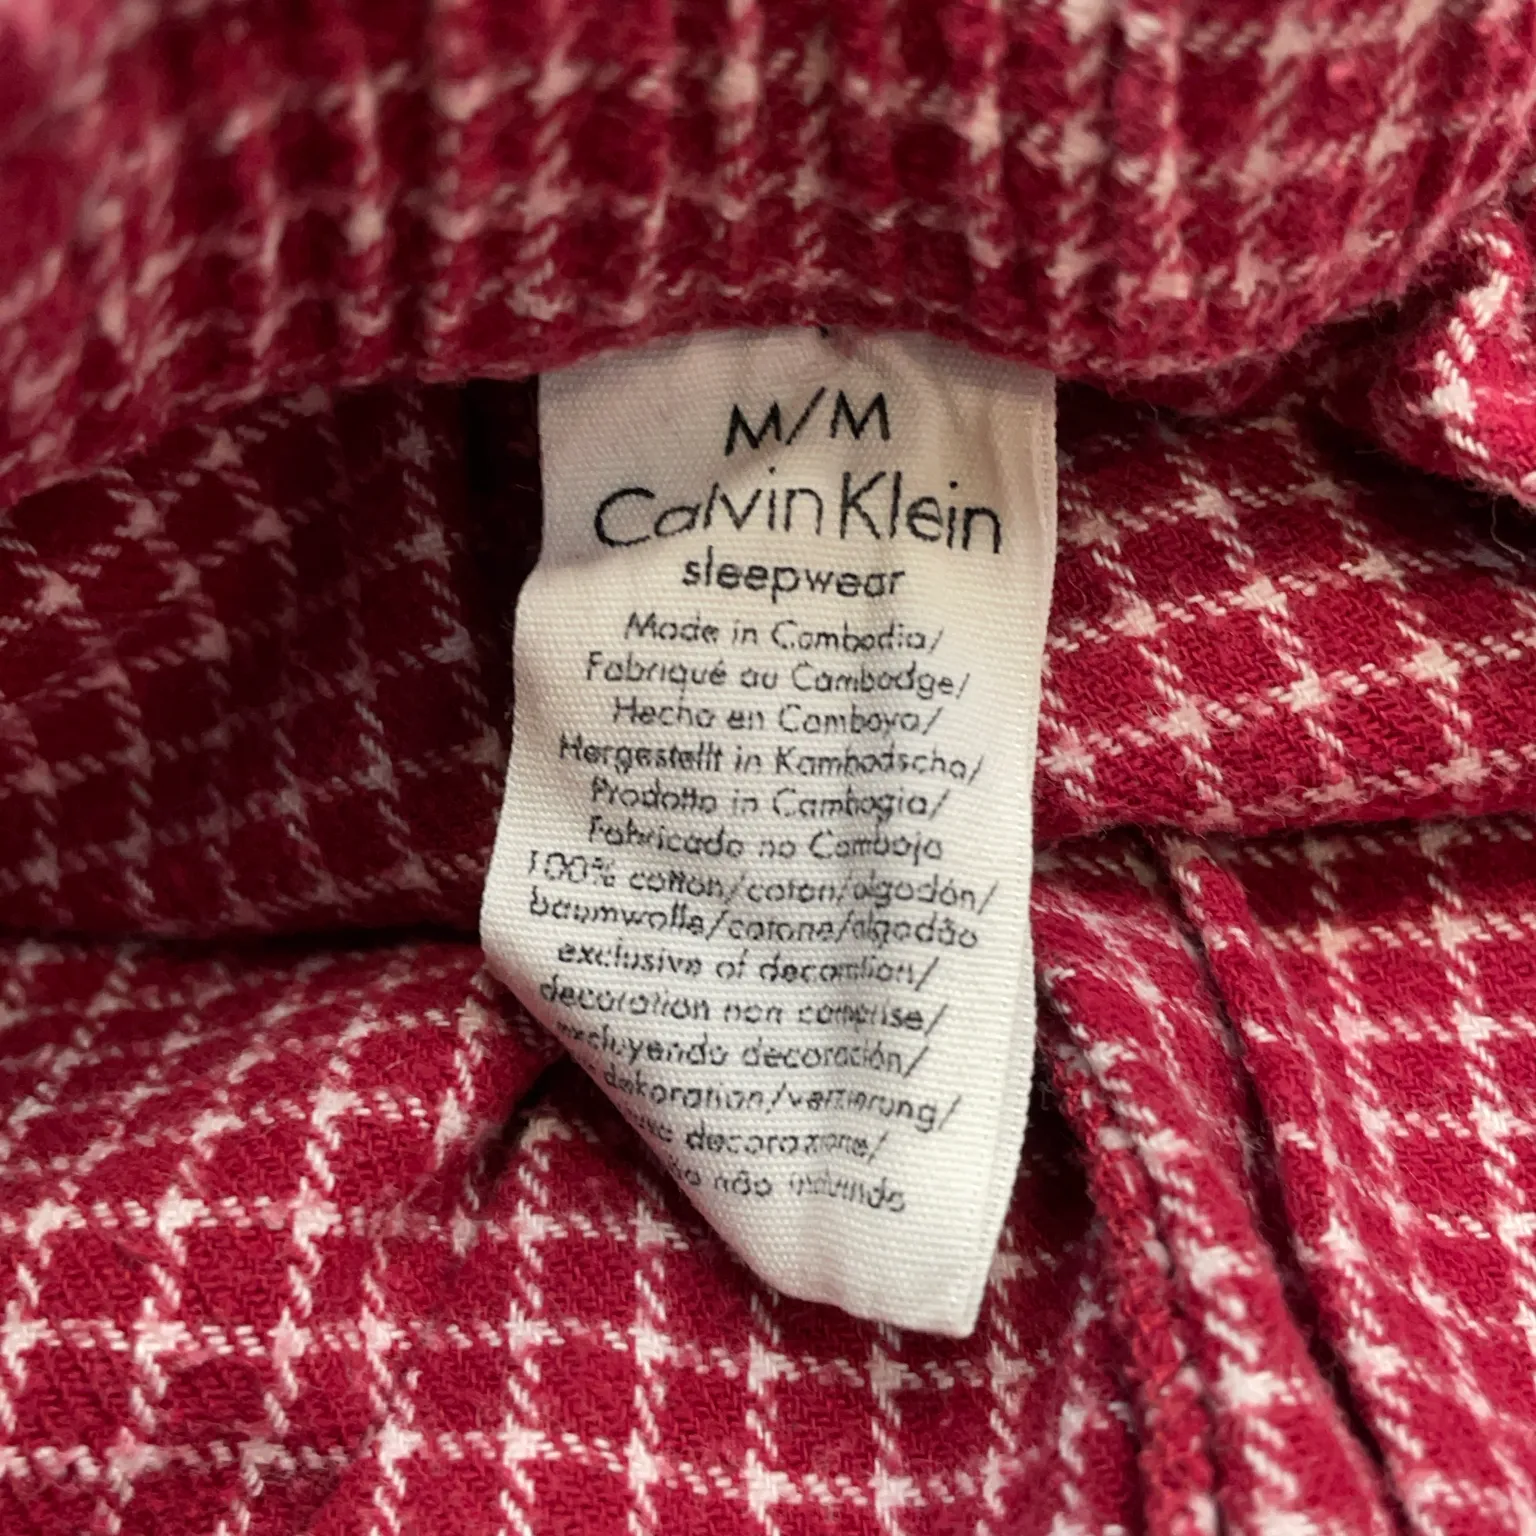 M/M
Calvin Klein
sleepwear
Made in Cambodia/
Fabriqué au Cambodge/
Hecho en Camboya/
Hergestellt in Kambodscha/
Prodotto in Cambogia/
Fabricado no Camboja
100% cotton/coton/algodón/
baumwolle/cotone/algodão
exclusive of decoration/
decoration non comprise/
excluyendo decoración/
dekoration/verzierung/
decorazione/
não incluindo